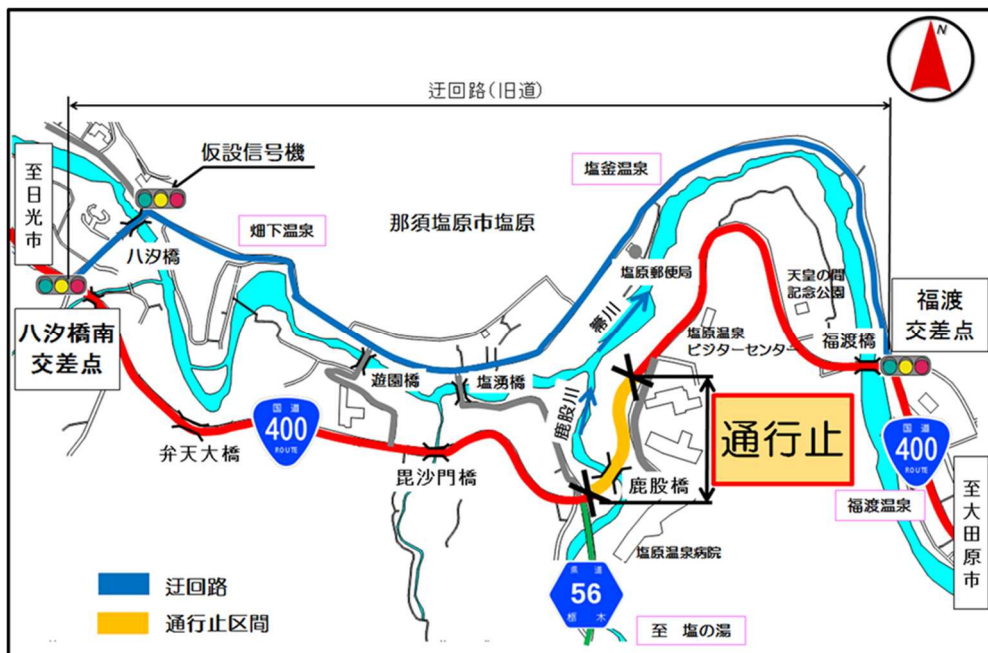 N
迂回路(旧道)
至日光市
仮設信号機
塩釜温泉
那須塩原市塩原
畑下温泉
八汐橋
塩原郵便局
天皇の間
記念公園
箒川
福渡
交差点
八汐橋南
交差点
塩原温泉
ビジターセンター
福渡橋
遊園橋
塩湧橋
鹿股川
通行止
国道
400
ROUTE
国道
400
ROUTE
弁天大橋
毘沙門橋
鹿股橋
福渡温泉
至大田原市
塩原温泉病院
迂回路
県道
56
栃木
通行止区間
至 塩の湯